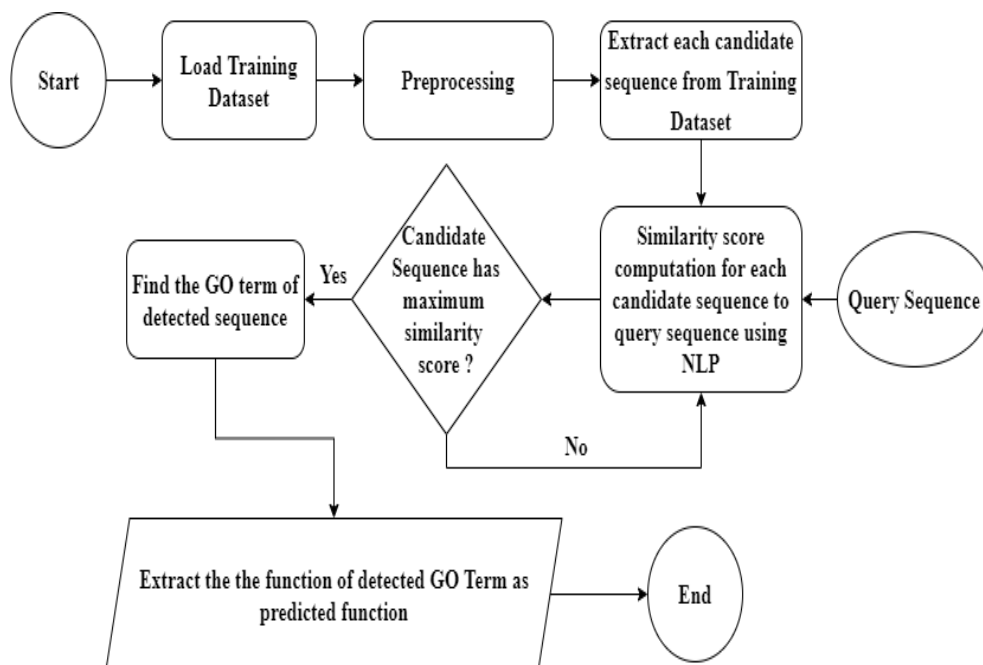 Start
Load Training
Dataset
Preprocessing
Extract each candidate
sequence from Training
Dataset
Similarity score
computation for each
candidate sequence to
query sequence using
NLP
Query Sequence
Candidate
Sequence has
maximum
similarity
score ?
Yes
No
Find the GO term of
detected sequence
Extract the the function of detected GO Term as
predicted function
End